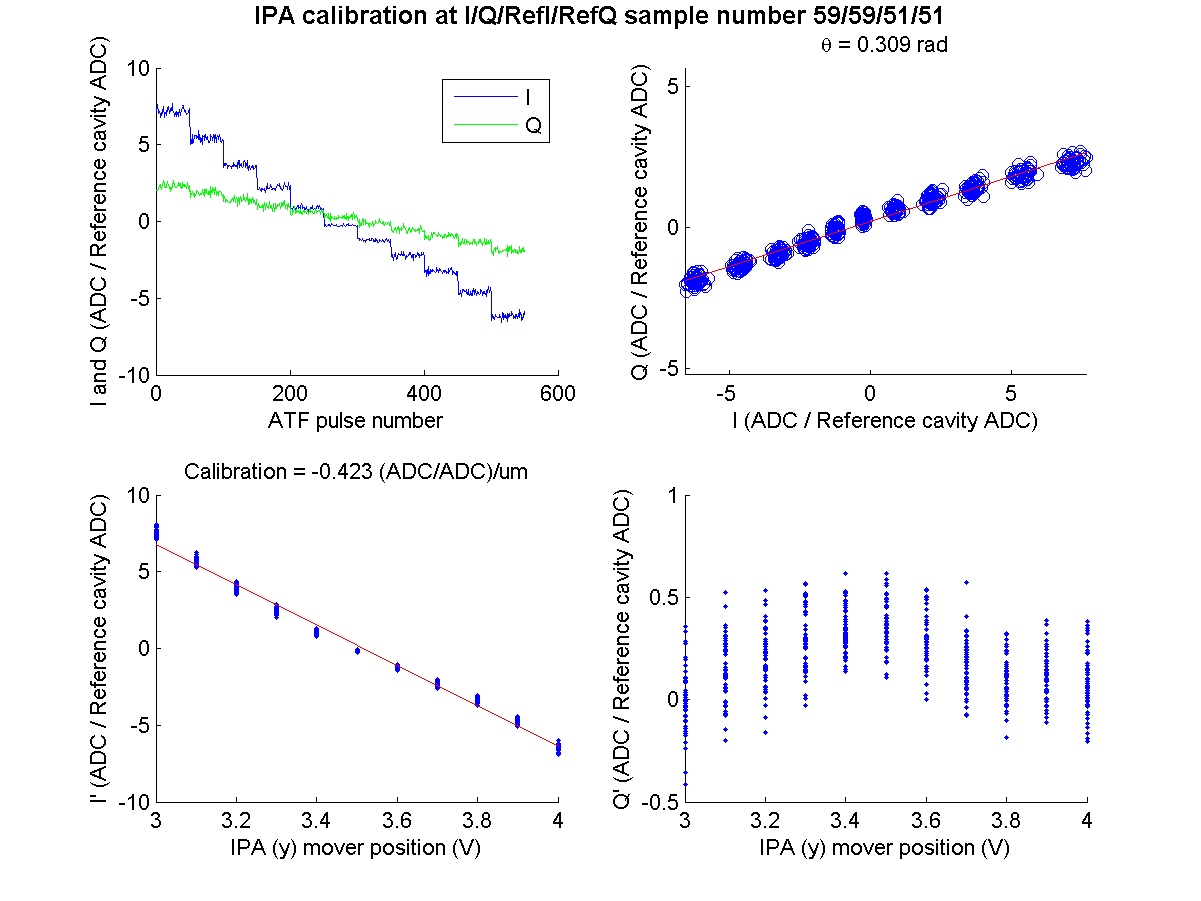 IPA calibration at I/Q/RefI/RefQ sample number 59/59/51/51
I and Q (ADC / Reference cavity ADC)
10
5
0
-5
-10
0
200
400
600
ATF pulse number
I
Q
θ = 0.309 rad
Q (ADC / Reference cavity ADC)
5
0
-5
-5
0
5
I (ADC / Reference cavity ADC)
Calibration = -0.423 (ADC/ADC)/um
I' (ADC / Reference cavity ADC)
10
5
0
-5
-10
3
3.2
3.4
3.6
3.8
4
IPA (y) mover position (V)
Q' (ADC / Reference cavity ADC)
1
0.5
0
-0.5
3
3.2
3.4
3.6
3.8
4
IPA (y) mover position (V)